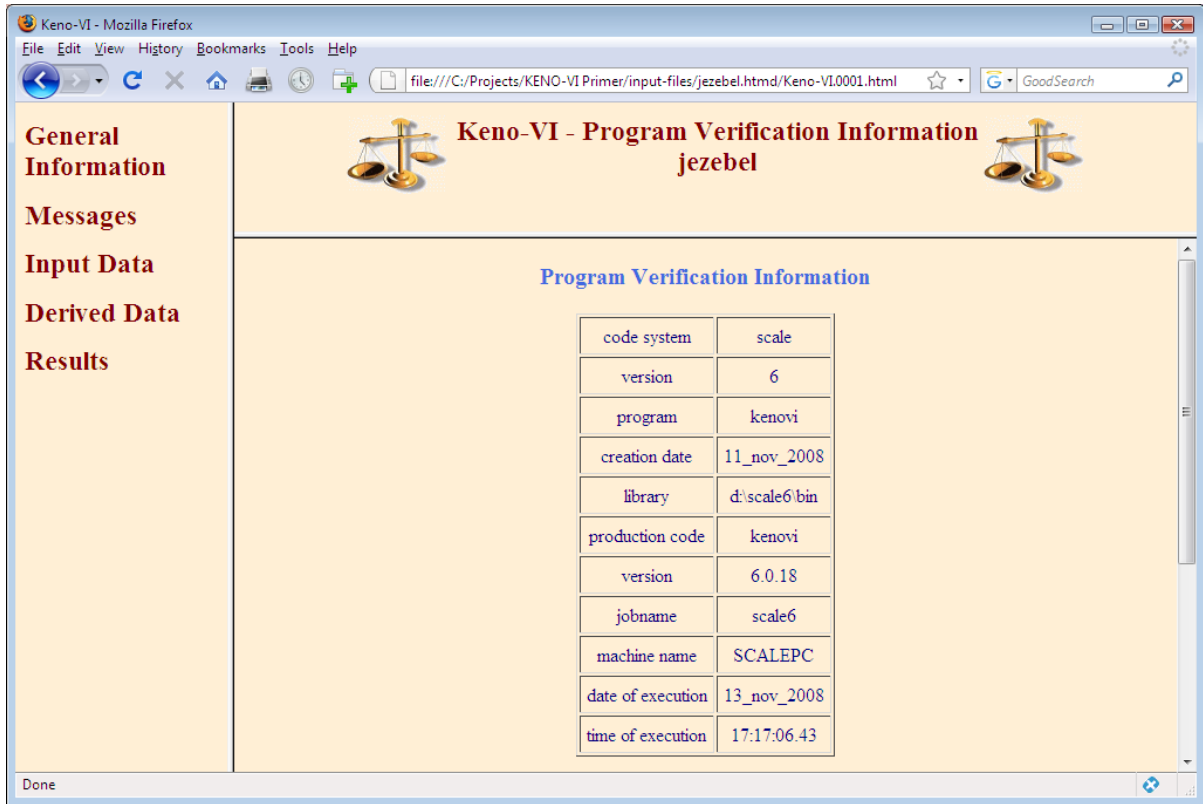 Keno-VI - Mozilla Firefox
File Edit View History Bookmarks Tools Help
file:///C:/Projects/KENO-VI Primer/input-files/jezebel.htmd/Keno-VI.0001.html
G GoodSearch
General
Information
Messages
Input Data
Derived Data
Results
Keno-VI - Program Verification Information
jezebel
Program Verification Information
code system scale
version 6
program kenovi
creation date 11_nov_2008
library d:\scale6\bin
production code kenovi
version 6.0.18
jobname scale6
machine name SCALEPC
date of execution 13_nov_2008
time of execution 17:17:06.43
Done